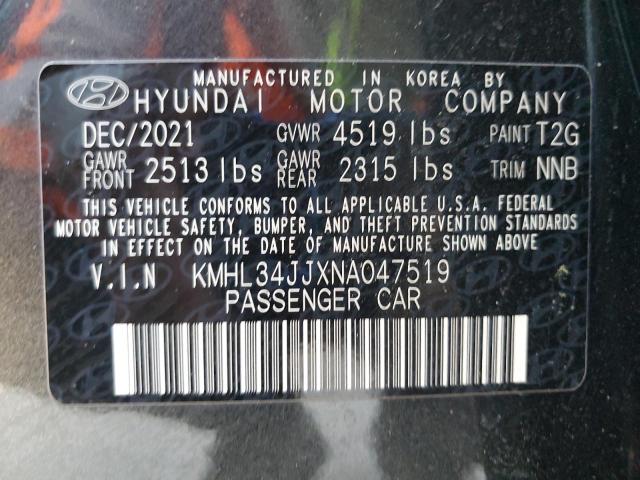 MANUFACTURED IN KOREA BY
HYUNDAI MOTOR COMPANY
DEC/2021 GVWR 4519 lbs PAINT T2G
GAWR FRONT 2513 lbs GAWR REAR 2315 lbs TRIM NNB
THIS VEHICLE CONFORMS TO ALL APPLICABLE U.S.A. FEDERAL
MOTOR VEHICLE SAFETY, BUMPER, AND THEFT PREVENTION STANDARDS
IN EFFECT ON THE DATE OF MANUFACTURE SHOWN ABOVE
V.I.N KMHL34JJXNA047519
PASSENGER CAR